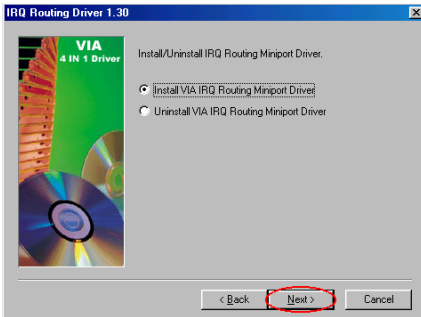 IRQ Routing Driver 1.30
VIA
4 IN 1 Driver
Install/Uninstall IRQ Routing Miniport Driver.
Install VIA IRQ Routing Miniport Driver
Uninstall VIA IRQ Routing Miniport Driver
< Back
Next >
Cancel